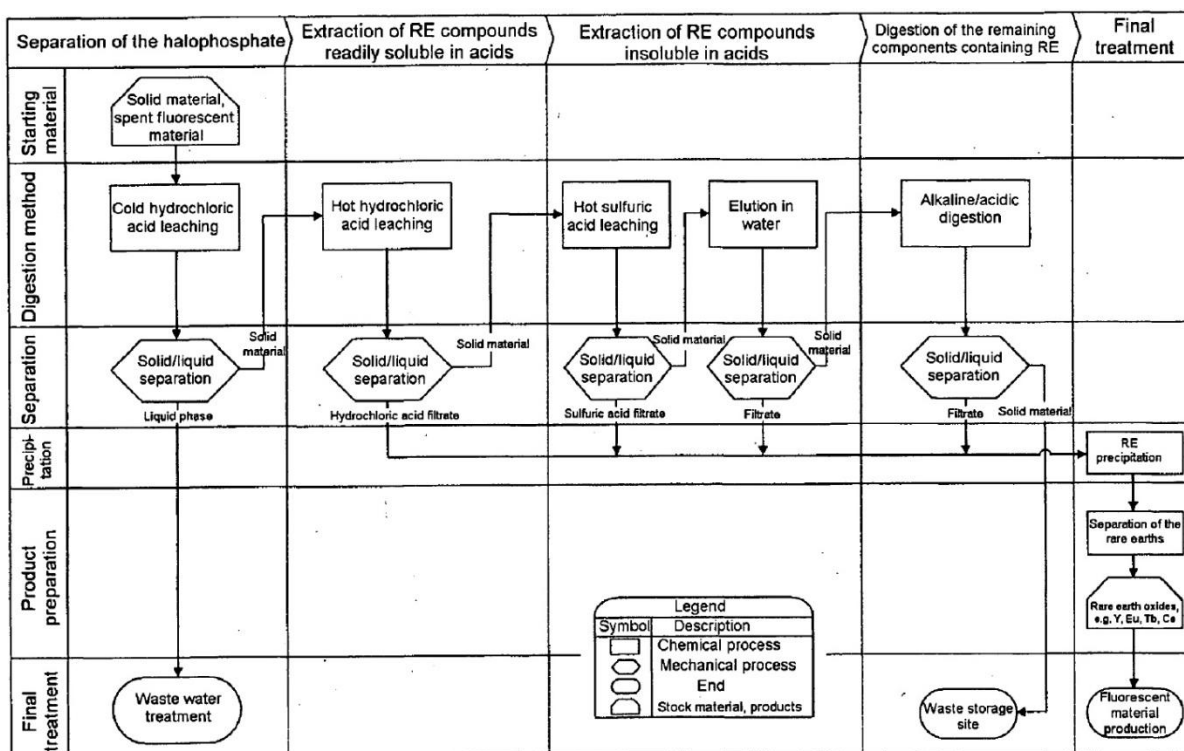 Separation of the halophosphate
Extraction of RE compounds
readily soluble in acids
Extraction of RE compounds
insoluble in acids
Digestion of the remaining
components containing RE
Final
treatment
Starting
material
Solid material,
spent fluorescent
material
Digestion method
Cold hydrochloric
acid leaching
Hot hydrochloric
acid leaching
Hot sulfuric
acid leaching
Elution in
water
Alkaline/acidic
digestion
Separation
Solid/liquid
separation
Solid
material
Solid/liquid
separation
Solid material
Solid/liquid
separation
Solid material
Solid/liquid
separation
Solid
material
Solid/liquid
separation
Solid material
Liquid phase
Hydrochloric acid filtrate
Sulfuric acid filtrate
Filtrate
Filtrate
Precipi-
tation
RE
precipitation
Product
preparation
Separation of the
rare earths
Rare earth oxides,
e.g. Y, Eu, Tb, Ce
Legend
Symbol Description
Chemical process
Mechanical process
End
Stock material, products
Final
treatment
Waste water
treatment
Waste storage
site
Fluorescent
material
production